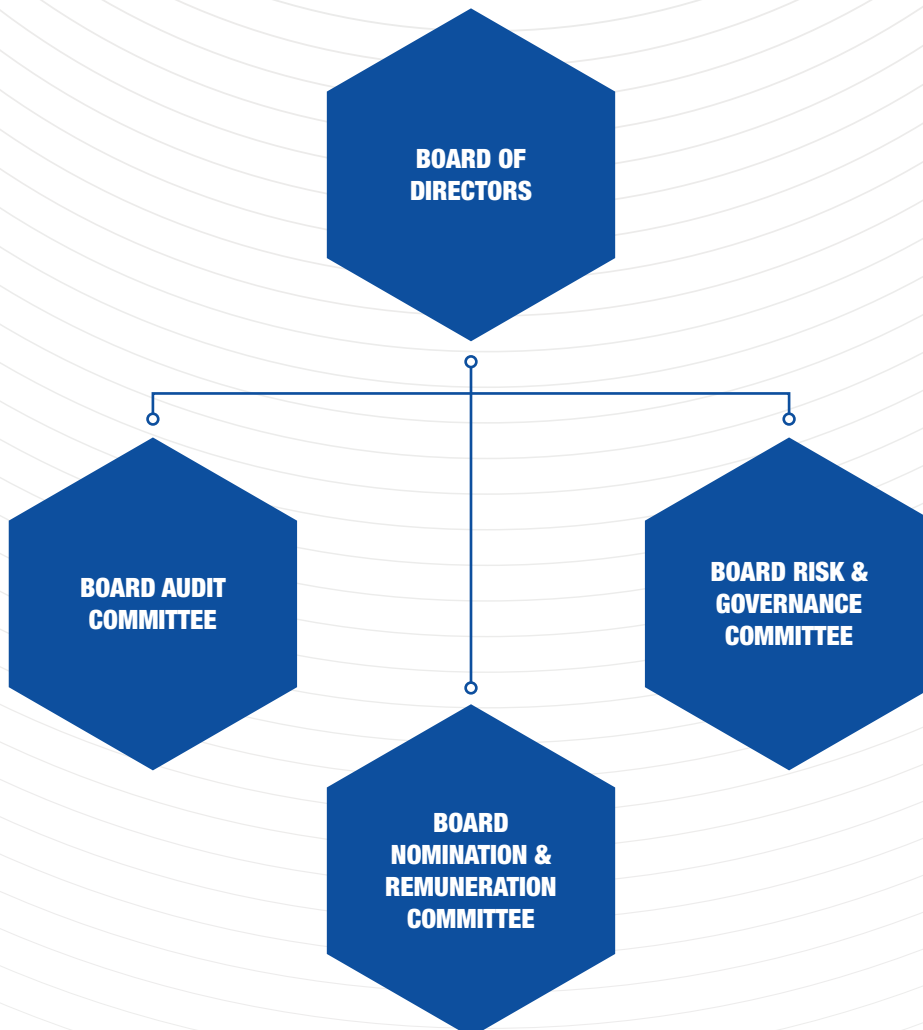 BOARD OF
DIRECTORS
BOARD AUDIT
COMMITTEE
BOARD RISK &
GOVERNANCE
COMMITTEE
BOARD
NOMINATION &
REMUNERATION
COMMITTEE